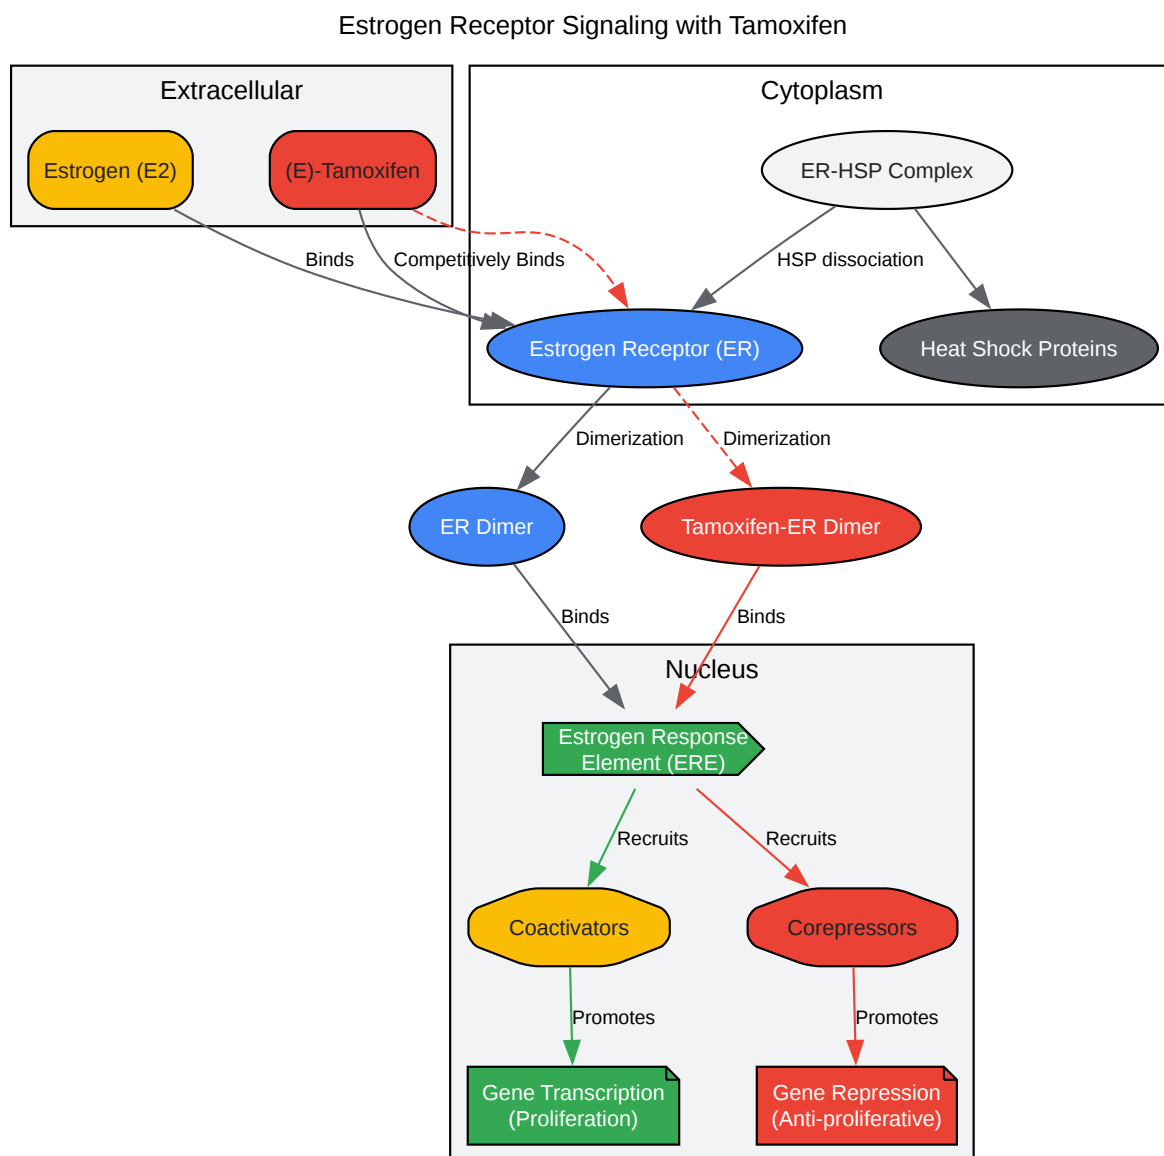 Estrogen Receptor Signaling with Tamoxifen
Extracellular
Cytoplasm
Estrogen (E2)
(E)-Tamoxifen
ER-HSP Complex
Binds
Competitively Binds
HSP dissociation
Estrogen Receptor (ER)
Heat Shock Proteins
Dimerization
Dimerization
ER Dimer
Tamoxifen-ER Dimer
Binds
Binds
Nucleus
Estrogen Response
Element (ERE)
Recruits
Recruits
Coactivators
Corepressors
Promotes
Promotes
Gene Transcription
(Proliferation)
Gene Repression
(Anti-proliferative)